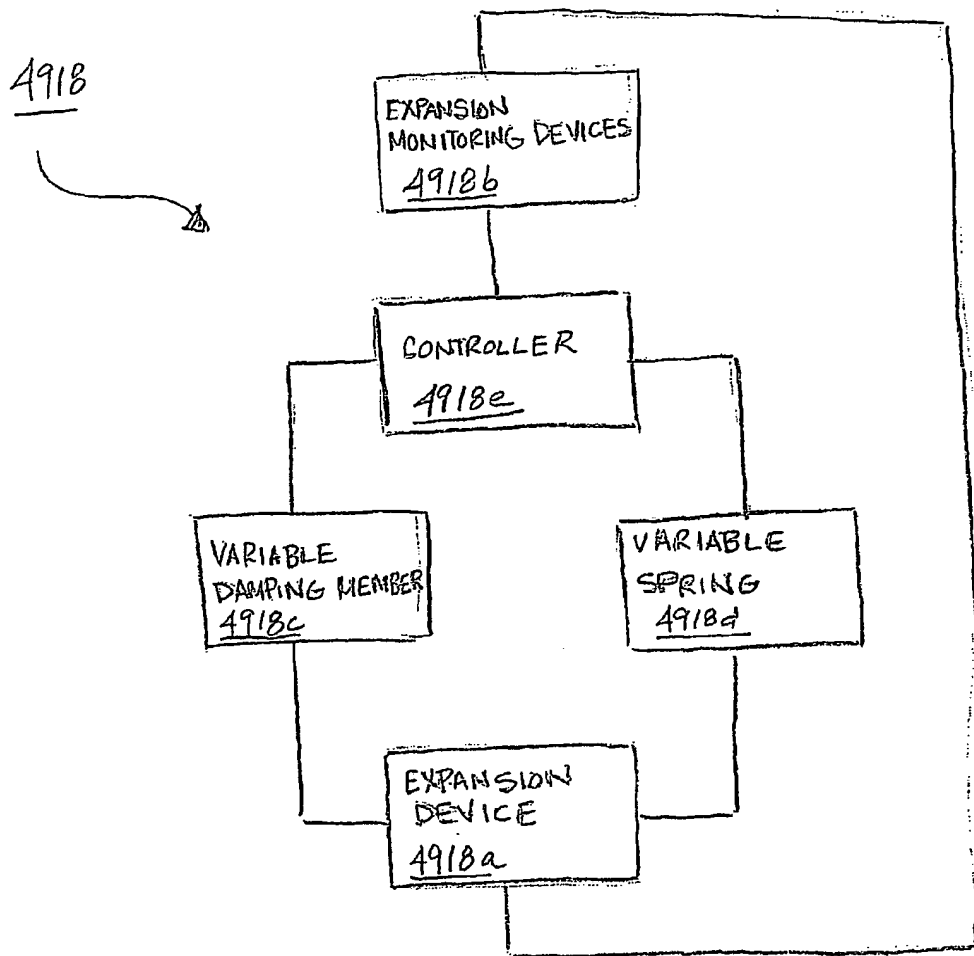 4918
EXPANSION
MONITORING DEVICES
4918b
CONTROLLER
4918e
VARIABLE
DAMPING MEMBER
4918c
VARIABLE
SPRING
4918d
EXPANSION
DEVICE
4918a